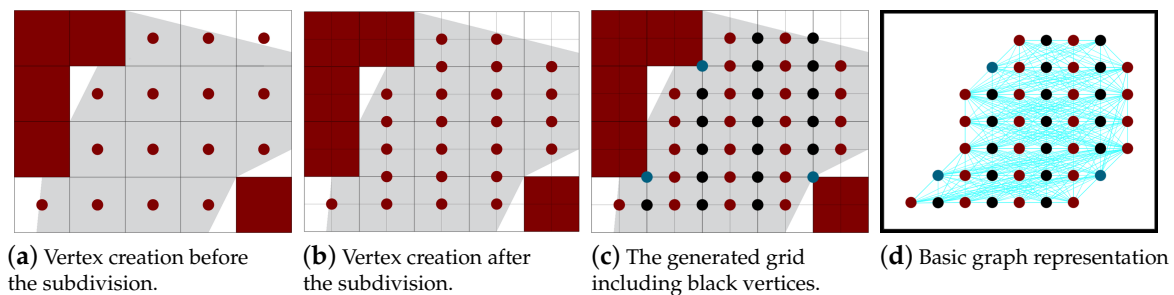 (a) Vertex creation before
the subdivision.
(b) Vertex creation after
the subdivision.
(c) The generated grid
including black vertices.
(d) Basic graph representation